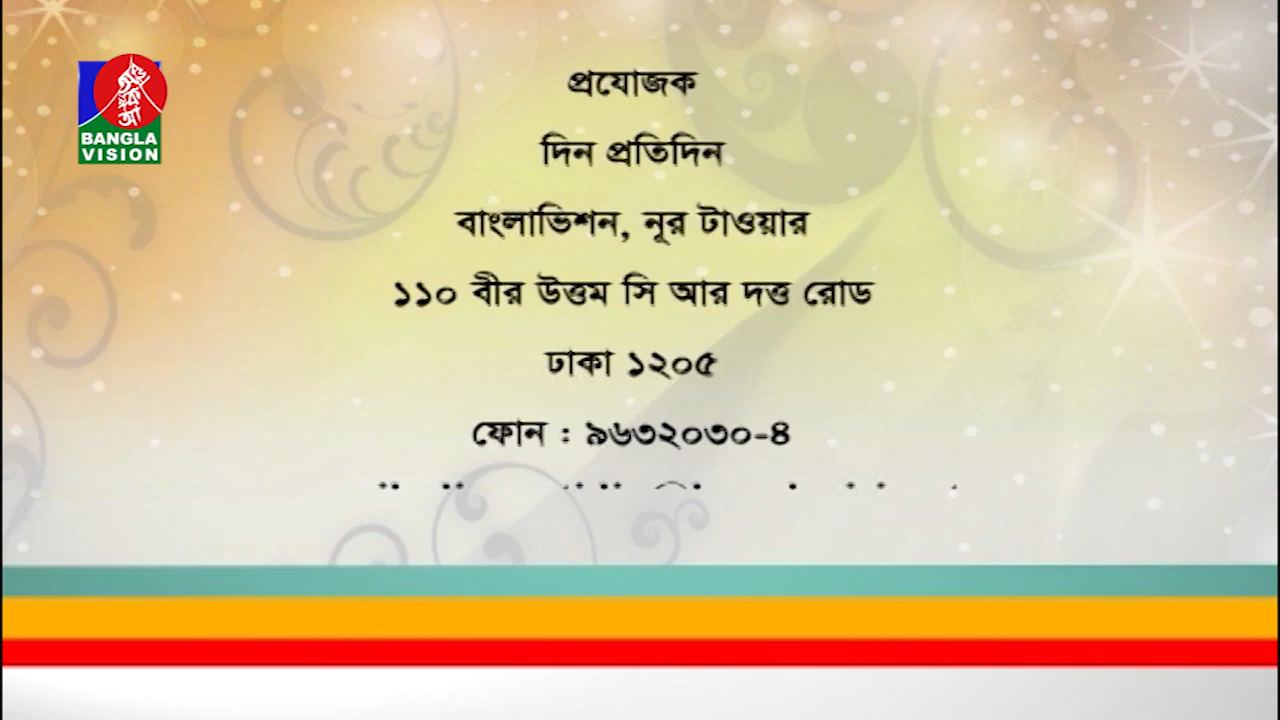 BANGLA
VISION
প্রযোজক
দিন প্রতিদিন
বাংলাভিশন, নূর টাওয়ার
১১০ বীর উত্তম সি আর দত্ত রোড
ঢাকা ১২০৫
ফোন : ৯৬৩২০৩০-৪